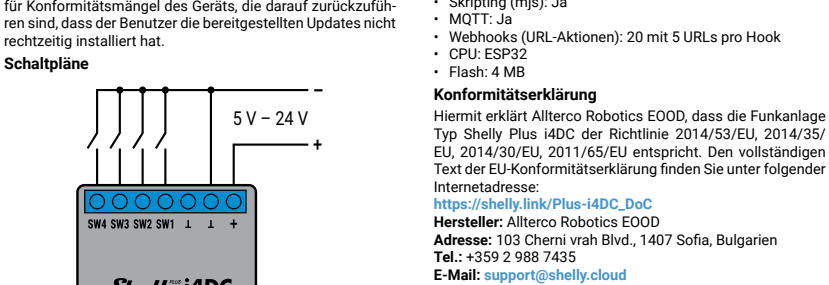 für Konformitätsmängel des Geräts, die darauf zurückzufüh-
ren sind, dass der Benutzer die bereitgestellten Updates nicht
rechtzeitig installiert hat.
Schaltpläne
–
5 V – 24 V
+
SW4 SW3 SW2 SW1 ⊥ ⊥ +
Shelly PLUS i4DC
• Skripting (mjs): Ja
• MQTT: Ja
• Webhooks (URL-Aktionen): 20 mit 5 URLs pro Hook
• CPU: ESP32
• Flash: 4 MB
Konformitätserklärung
Hiermit erklärt Allterco Robotics EOOD, dass die Funkanlage
Typ Shelly Plus i4DC der Richtlinie 2014/53/EU, 2014/35/
EU, 2014/30/EU, 2011/65/EU entspricht. Den vollständigen
Text der EU-Konformitätserklärung finden Sie unter folgender
Internetadresse:
https://shelly.link/Plus-i4DC_DoC
Hersteller: Allterco Robotics EOOD
Adresse: 103 Cherni vrah Blvd., 1407 Sofia, Bulgarien
Tel.: +359 2 988 7435
E-Mail: support@shelly.cloud